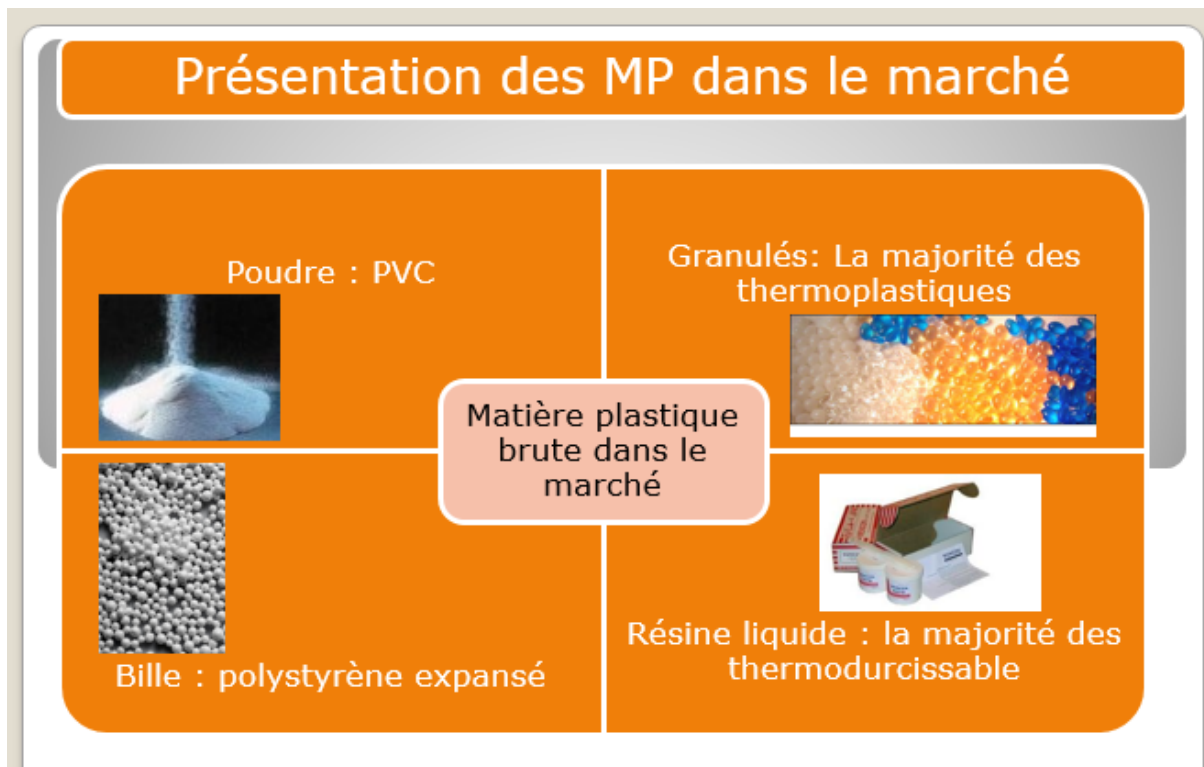 Présentation des MP dans le marché
Poudre : PVC
Granulés: La majorité des
thermoplastiques
Matière plastique
brute dans le
marché
Bille : polystyrène expansé
Résine liquide : la majorité des
thermodurcissable